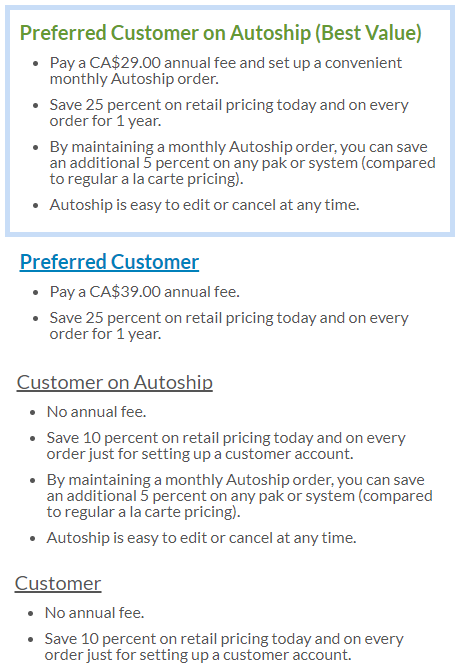 Preferred Customer on Autoship (Best Value)
• Pay a CA$29.00 annual fee and set up a convenient
monthly Autoship order.
• Save 25 percent on retail pricing today and on every
order for 1 year.
• By maintaining a monthly Autoship order, you can save
an additional 5 percent on any pak or system (compared
to regular a la carte pricing).
• Autoship is easy to edit or cancel at any time.
Preferred Customer
• Pay a CA$39.00 annual fee.
• Save 25 percent on retail pricing today and on every
order for 1 year.
Customer on Autoship
• No annual fee.
• Save 10 percent on retail pricing today and on every
order just for setting up a customer account.
• By maintaining a monthly Autoship order, you can save
an additional 5 percent on any pak or system (compared
to regular a la carte pricing).
• Autoship is easy to edit or cancel at any time.
Customer
• No annual fee.
• Save 10 percent on retail pricing today and on every
order just for setting up a customer account.